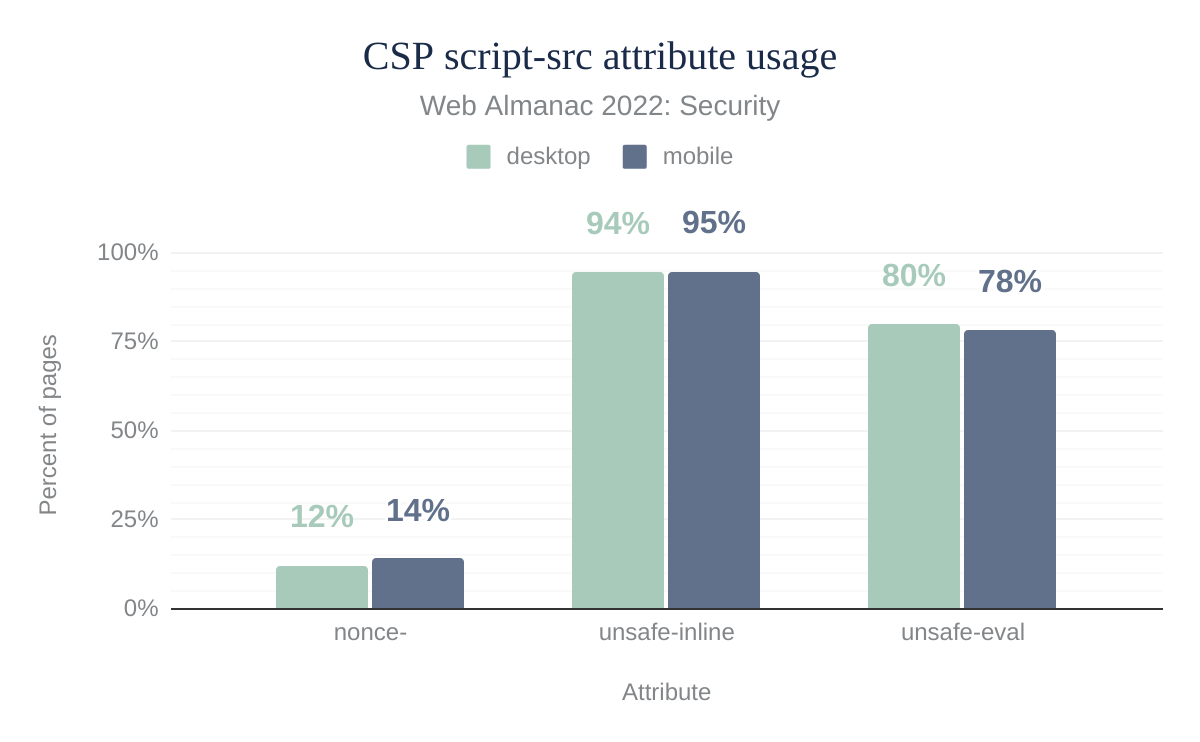 CSP script-src attribute usage
Web Almanac 2022: Security
desktop mobile
94% 95%
100%
80% 78%
75%
50%
25%
12% 14%
0%
nonce- unsafe-inline unsafe-eval
Attribute
Percent of pages